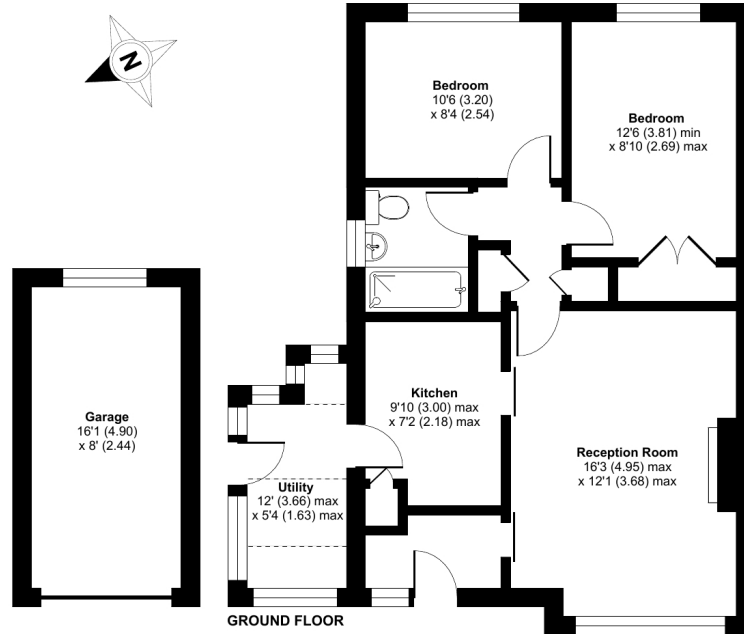 N
Bedroom
10'6 (3.20)
x 8'4 (2.54)
Bedroom
12'6 (3.81) min
x 8'10 (2.69) max
Garage
16'1 (4.90)
x 8' (2.44)
Kitchen
9'10 (3.00) max
x 7'2 (2.18) max
Reception Room
16'3 (4.95) max
x 12'1 (3.68) max
Utility
12' (3.66) max
x 5'4 (1.63) max
GROUND FLOOR